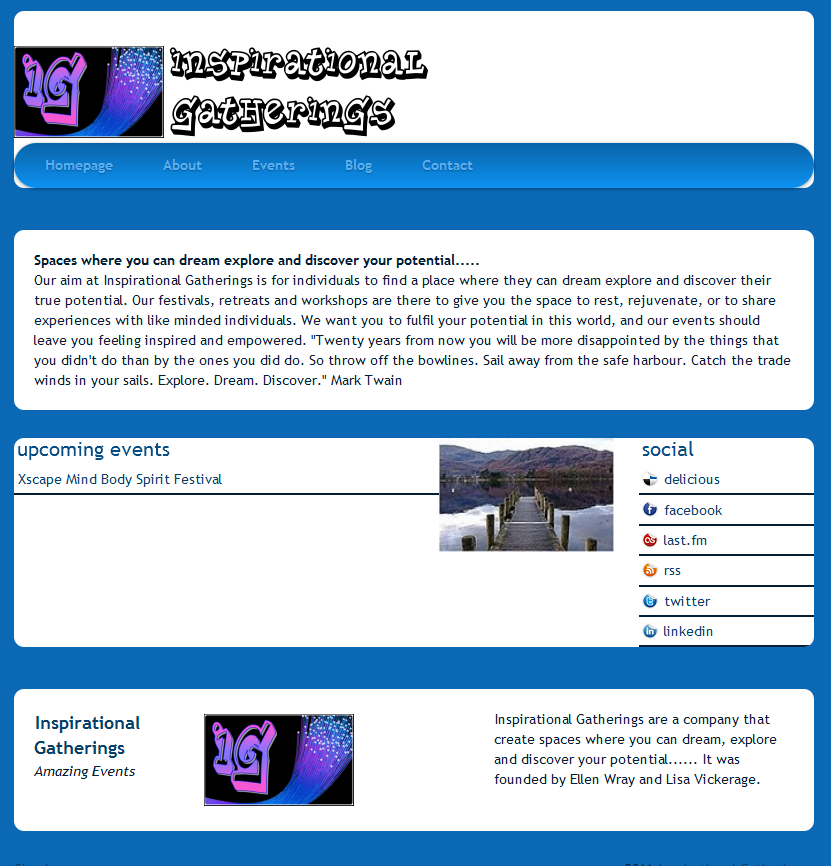 iG
inspirational
Gatherings
Homepage About Events Blog Contact
Spaces where you can dream explore and discover your potential.....
Our aim at Inspirational Gatherings is for individuals to find a place where they can dream explore and discover their
true potential. Our festivals, retreats and workshops are there to give you the space to rest, rejuvenate, or to share
experiences with like minded individuals. We want you to fulfil your potential in this world, and our events should
leave you feeling inspired and empowered. "Twenty years from now you will be more disappointed by the things that
you didn't do than by the ones you did do. So throw off the bowlines. Sail away from the safe harbour. Catch the trade
winds in your sails. Explore. Dream. Discover." Mark Twain
upcoming events
Xscape Mind Body Spirit Festival
social
delicious
facebook
last.fm
rss
twitter
linkedin
Inspirational
Gatherings
Amazing Events
iG
Inspirational Gatherings are a company that
create spaces where you can dream, explore
and discover your potential...... It was
founded by Ellen Wray and Lisa Vickerage.